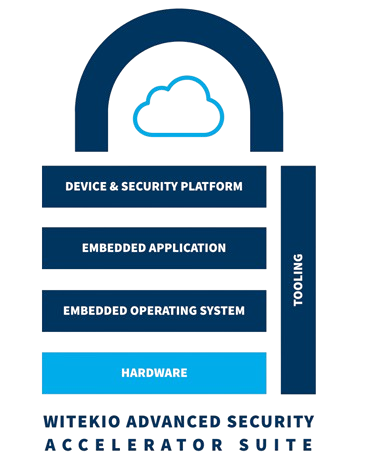 DEVICE & SECURITY PLATFORM
EMBEDDED APPLICATION
EMBEDDED OPERATING SYSTEM
HARDWARE
TOOLING
WITEKIO ADVANCED SECURITY
ACCELERATOR SUITE